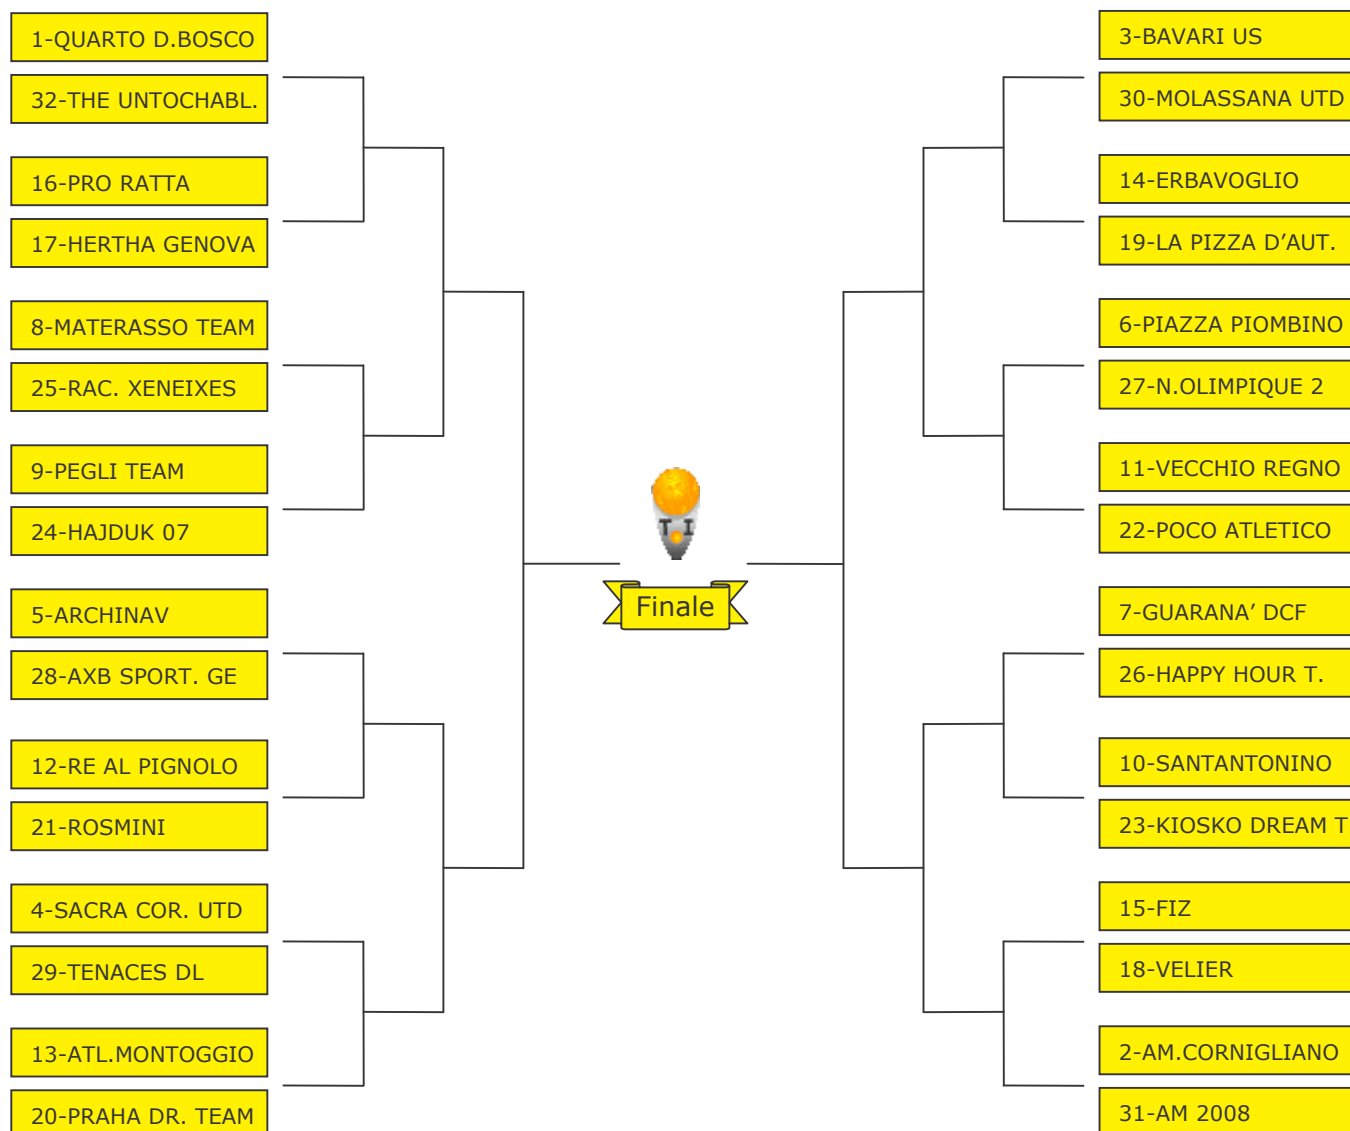 1-QUARTO D.BOSCO
32-THE UNTOCHABL.
16-PRO RATTA
17-HERTHA GENOVA
8-MATERASSO TEAM
25-RAC. XENEIXES
9-PEGLI TEAM
24-HAJDUK 07
5-ARCHINAV
28-AXB SPORT. GE
12-RE AL PIGNOLO
21-ROSMINI
4-SACRA COR. UTD
29-TENACES DL
13-ATL.MONTOGGIO
20-PRAHA DR. TEAM
T I
Finale
3-BAVARI US
30-MOLASSANA UTD
14-ERBAVOGLIO
19-LA PIZZA D’AUT.
6-PIAZZA PIOMBINO
27-N.OLIMPIQUE 2
11-VECCHIO REGNO
22-POCO ATLETICO
7-GUARANA’ DCF
26-HAPPY HOUR T.
10-SANTANTONINO
23-KIOSKO DREAM T
15-FIZ
18-VELIER
2-AM.CORNIGLIANO
31-AM 2008